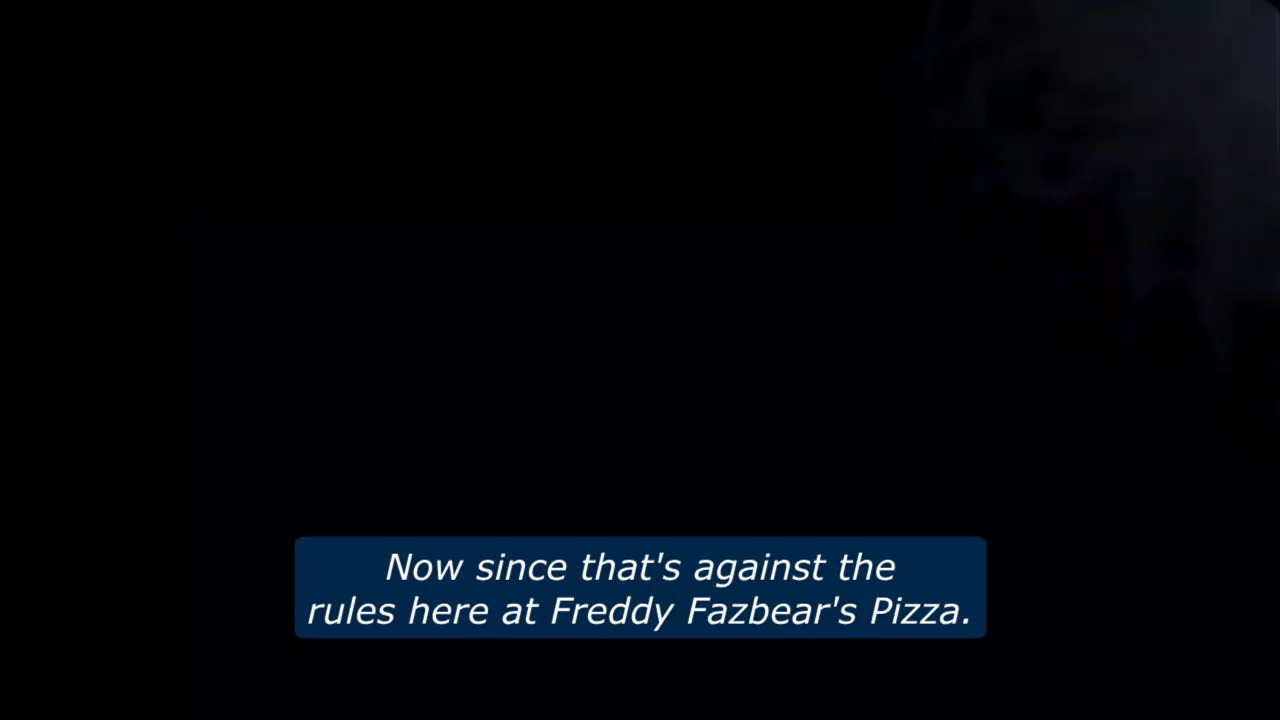 Now since that's against the
rules here at Freddy Fazbear's Pizza.